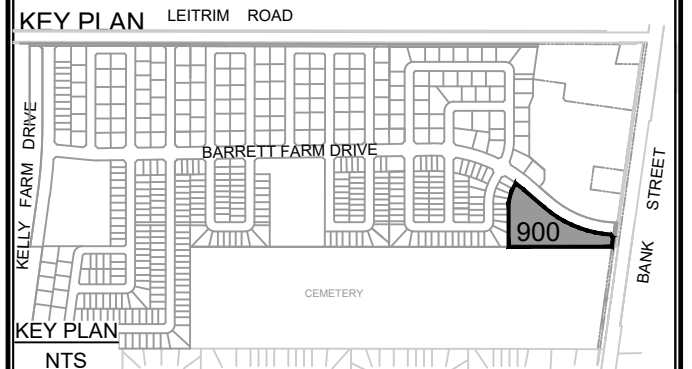 KEY PLAN
LEITRIM ROAD
KELLY FARM DRIVE
BARRETT FARM DRIVE
900
BANK STREET
CEMETERY
KEY PLAN
NTS